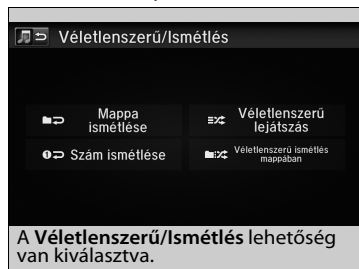 Véletlenszerű/Ismétlés
Mappa
ismétlése
Véletlenszerű
lejátszás
Szám ismétlése
Véletlenszerű ismétlés
mappában
A Véletlenszerű/Ismétlés lehetőség
van kiválasztva.